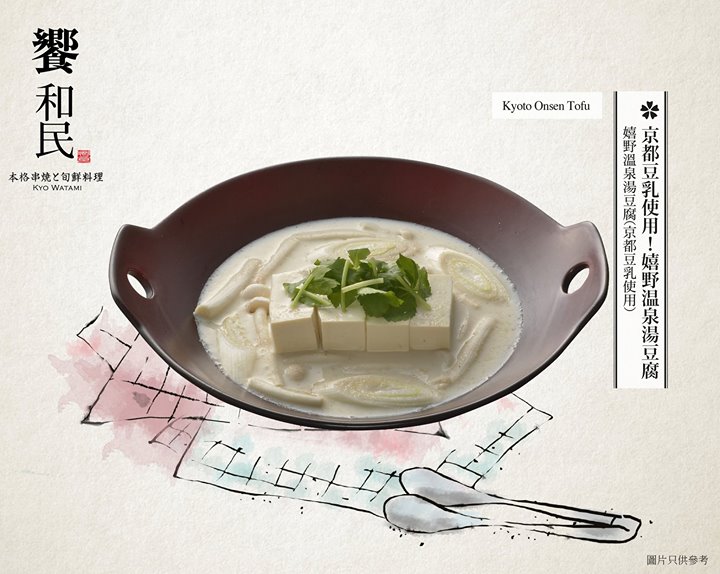 饗
和民
本格串焼と旬鮮料理
KYO WATAMI
Kyoto Onsen Tofu
京都豆乳使用！嬉野温泉湯豆腐
嬉野溫泉湯豆腐(京都豆乳使用)
圖片只供參考